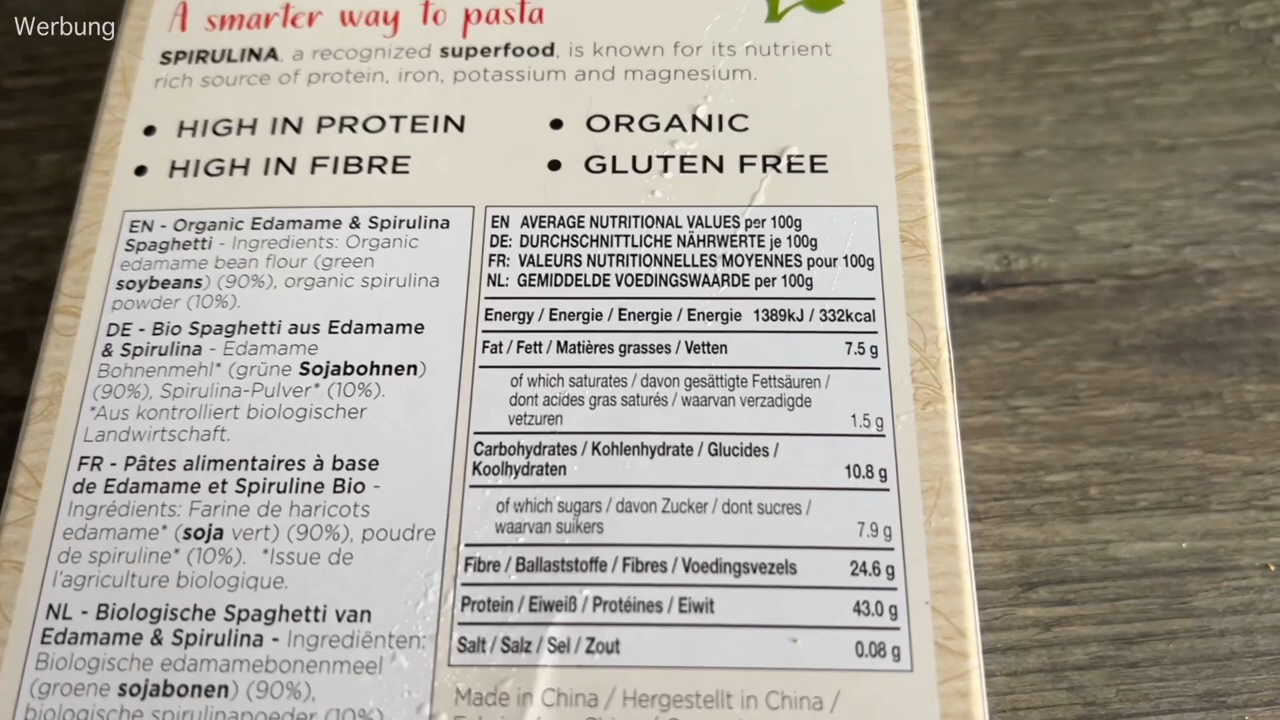 Werbung
A smarter way to pasta
SPIRULINA, a recognized superfood, is known for its nutrient
rich source of protein, iron, potassium and magnesium.
• HIGH IN PROTEIN
• ORGANIC
• HIGH IN FIBRE
• GLUTEN FREE
EN - Organic Edamame & Spirulina
Spaghetti - Ingredients: Organic
edamame bean flour (green
soybeans) (90%), organic spirulina
powder (10%).
DE - Bio Spaghetti aus Edamame
& Spirulina - Edamame
Bohnenmehl* (grüne Sojabohnen)
(90%), Spirulina-Pulver* (10%).
*Aus kontrolliert biologischer
Landwirtschaft.
FR - Pâtes alimentaires à base
de Edamame et Spiruline Bio -
Ingrédients: Farine de haricots
edamame* (soja vert) (90%), poudre
de spiruline* (10%). *Issue de
l'agriculture biologique.
NL - Biologische Spaghetti van
Edamame & Spirulina - Ingrediënten:
Biologische edamamebonenmeel
(groene sojabonen) (90%),
biologische spirulinapoeder (10%)
EN AVERAGE NUTRITIONAL VALUES per 100g
DE: DURCHSCHNITTLICHE NÄHRWERTE je 100g
FR: VALEURS NUTRITIONNELLES MOYENNES pour 100g
NL: GEMIDDELDE VOEDINGSWAARDE per 100g
Energy / Energie / Energie / Energie 1389kJ / 332kcal
Fat / Fett / Matières grasses / Vetten 7.5 g
of which saturates / davon gesättigte Fettsäuren /
dont acides gras saturés / waarvan verzadigde
vetzuren 1.5 g
Carbohydrates / Kohlenhydrate / Glucides /
Koolhydraten 10.8 g
of which sugars / davon Zucker / dont sucres /
waarvan suikers 7.9 g
Fibre / Ballaststoffe / Fibres / Voedingsvezels 24.6 g
Protein / Eiweiß / Protéines / Eiwit 43.0 g
Salt / Salz / Sel / Zout 0.08 g
Made in China / Hergestellt in China /